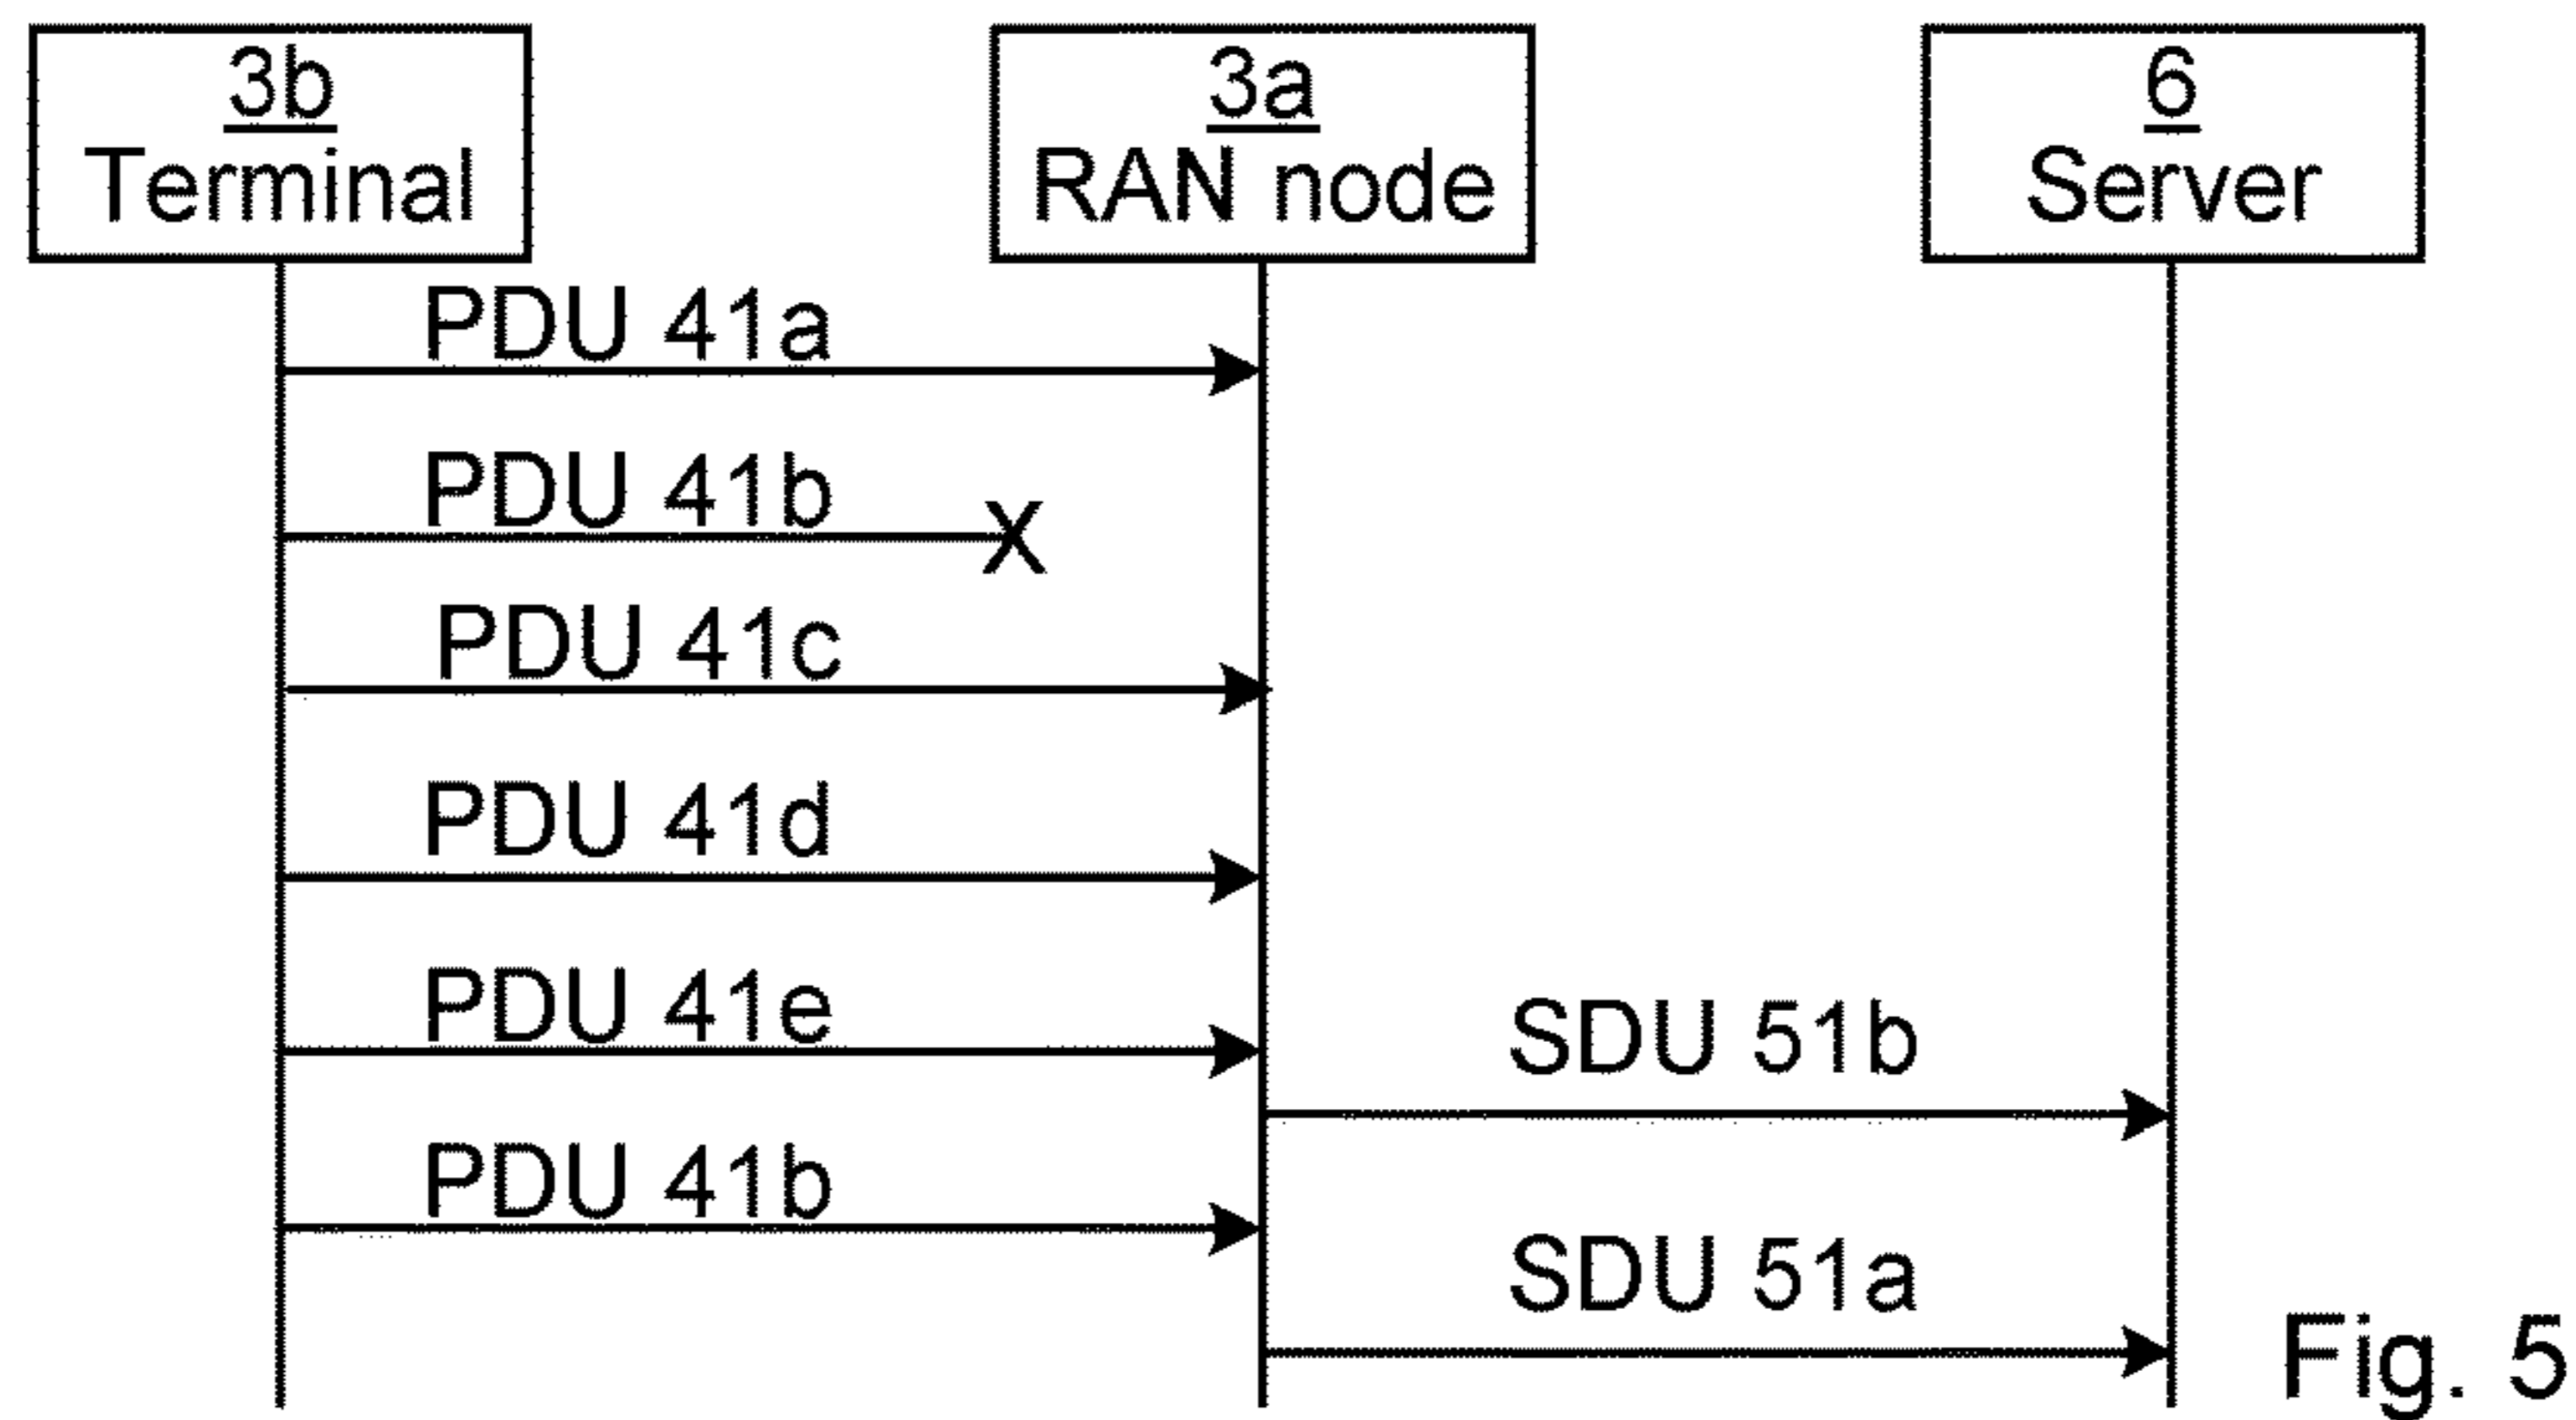 3b
Terminal
3a
RAN node
6
Server
PDU 41a
PDU 41b
X
PDU 41c
PDU 41d
PDU 41e
SDU 51b
PDU 41b
SDU 51a
Fig. 5